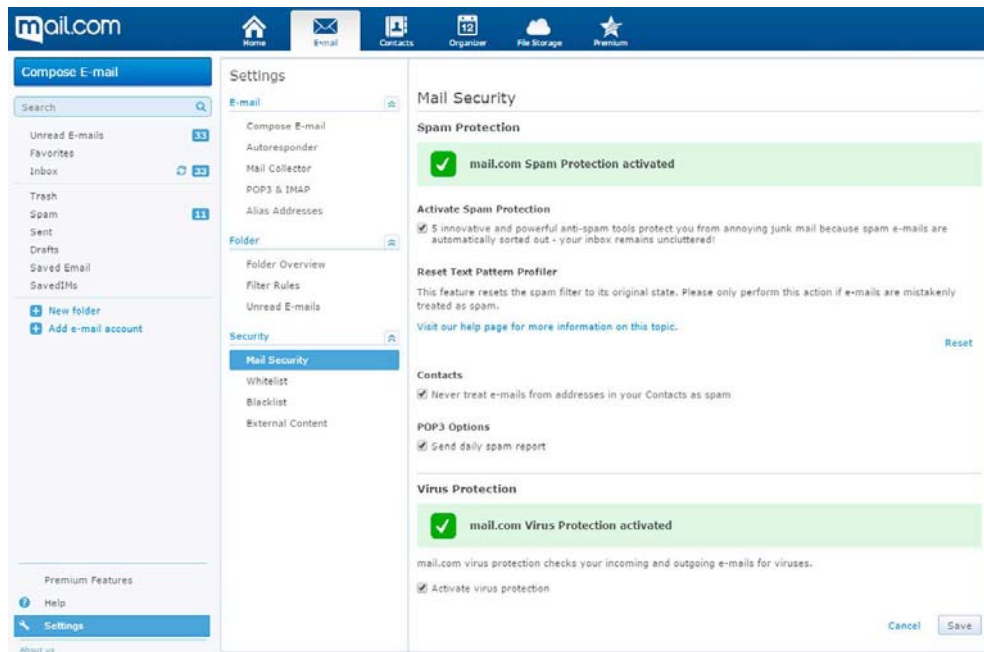 mail.com
Home
E-mail
Contacts
12
Organizer
File Storage
Premium
Compose E-mail
Search
Unread E-mails 33
Favorites
Inbox 33
Trash
Spam 11
Sent
Drafts
Saved Email
SavedIMs
New folder
Add e-mail account
Premium Features
? Help
Settings
About us
Settings
E-mail
Compose E-mail
Autoresponder
Mail Collector
POP3 & IMAP
Alias Addresses
Folder
Folder Overview
Filter Rules
Unread E-mails
Security
Mail Security
Whitelist
Blacklist
External Content
Mail Security
Spam Protection
mail.com Spam Protection activated
Activate Spam Protection
5 innovative and powerful anti-spam tools protect you from annoying junk mail because spam e-mails are
automatically sorted out - your inbox remains uncluttered!
Reset Text Pattern Profiler
This feature resets the spam filter to its original state. Please only perform this action if e-mails are mistakenly
treated as spam.
Visit our help page for more information on this topic.
Reset
Contacts
Never treat e-mails from addresses in your Contacts as spam
POP3 Options
Send daily spam report
Virus Protection
mail.com Virus Protection activated
mail.com virus protection checks your incoming and outgoing e-mails for viruses.
Activate virus protection
Cancel Save